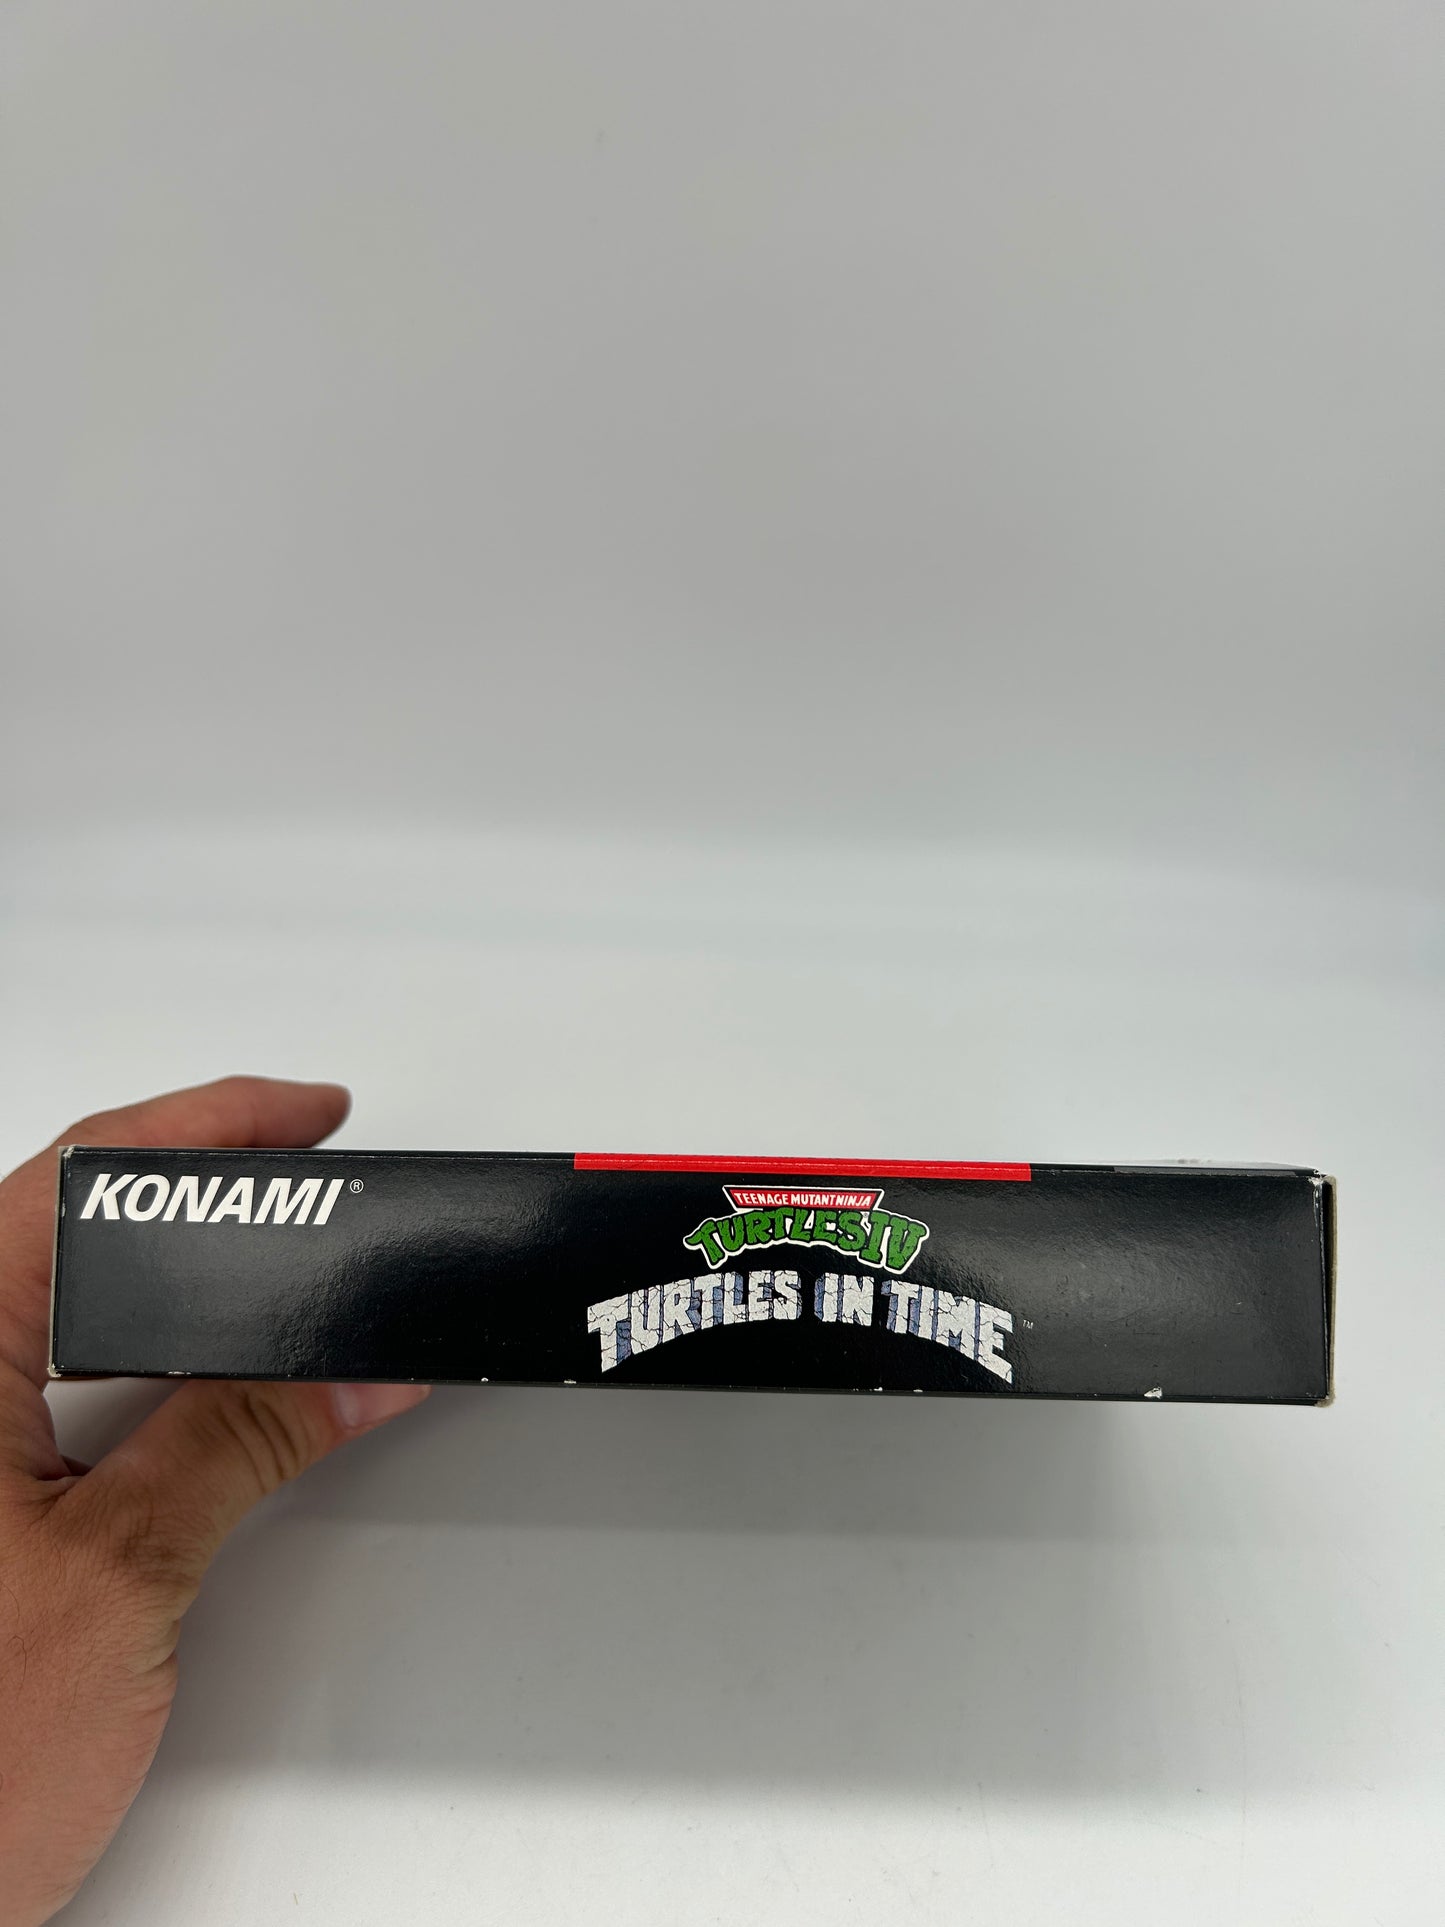 KONAMI®
TEENAGE MUTANT NINJA
TURTLES IV
TURTLES IN TIME™